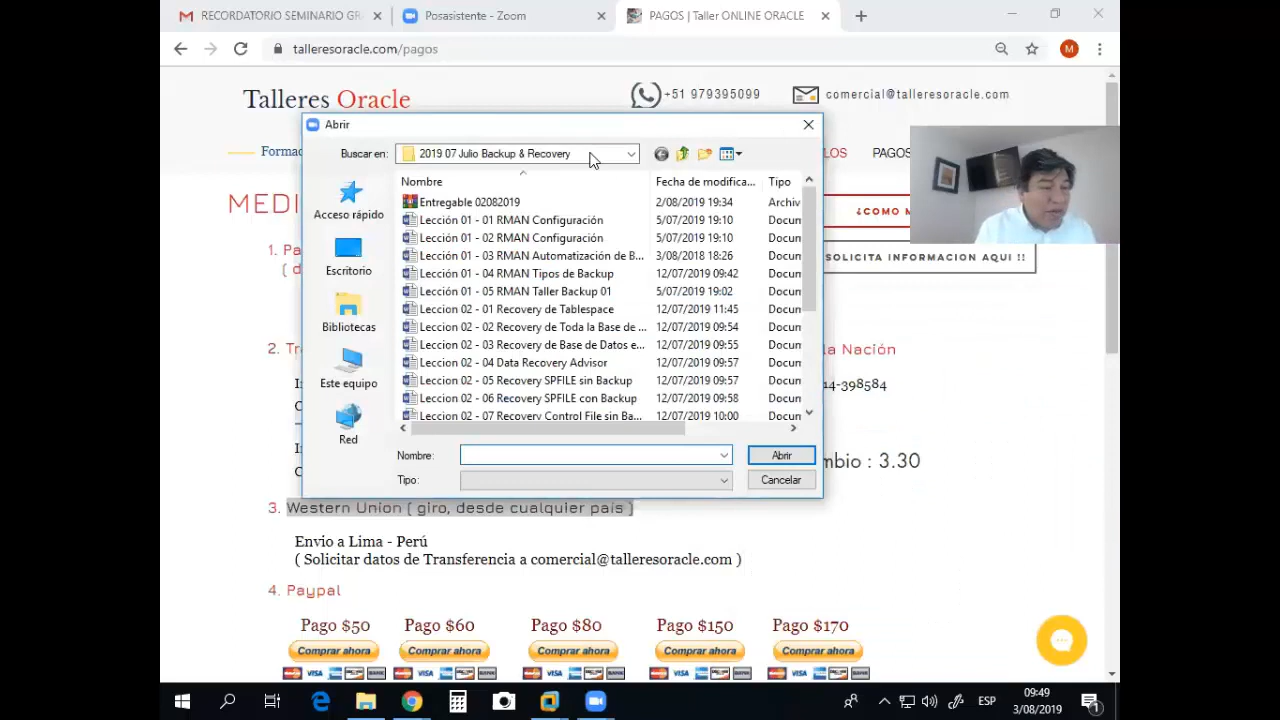 RECORDATORIO SEMINARIO GR
Posasistente - Zoom
PAGOS | Taller ONLINE ORACLE
talleresoracle.com/pagos
M
Talleres Oracle
+51 979395099
comercial@talleresoracle.com
Formac
LOS
PAGOS
MEDI
¿COMO
SOLICITA INFORMACION AQUI !!
1. Pa
2. Tr
la Nación
14-398584
mbio : 3.30
Abrir
Buscar en:
2019 07 Julio Backup & Recovery
Acceso rápido
Escritorio
Bibliotecas
Este equipo
Red
Nombre
Fecha de modifica...
Tipo
Entregable 02082019 2/08/2019 19:34 Archiv
Lección 01 - 01 RMAN Configuración 5/07/2019 19:10 Docum
Lección 01 - 02 RMAN Configuración 5/07/2019 19:10 Docum
Lección 01 - 03 RMAN Automatización de B... 3/08/2018 18:26 Docum
Lección 01 - 04 RMAN Tipos de Backup 12/07/2019 09:42 Docum
Lección 01 - 05 RMAN Taller Backup 01 5/07/2019 19:02 Docum
Leccion 02 - 01 Recovery de Tablespace 12/07/2019 11:45 Docum
Leccion 02 - 02 Recovery de Toda la Base de ... 12/07/2019 09:54 Docum
Leccion 02 - 03 Recovery de Base de Datos e... 12/07/2019 09:55 Docum
Leccion 02 - 04 Data Recovery Advisor 12/07/2019 09:57 Docum
Leccion 02 - 05 Recovery SPFILE sin Backup 12/07/2019 09:57 Docum
Leccion 02 - 06 Recovery SPFILE con Backup 12/07/2019 09:58 Docum
Leccion 02 - 07 Recovery Control File sin Ba... 12/07/2019 10:00 Docum
Nombre:
Abrir
Tipo:
Cancelar
3. Western Union ( giro, desde cualquier país )
Envio a Lima - Perú
( Solicitar datos de Transferencia a comercial@talleresoracle.com )
4. Paypal
Pago $50 Pago $60 Pago $80 Pago $150 Pago $170
Comprar ahora Comprar ahora Comprar ahora Comprar ahora Comprar ahora
ESP
09:49
3/08/2019